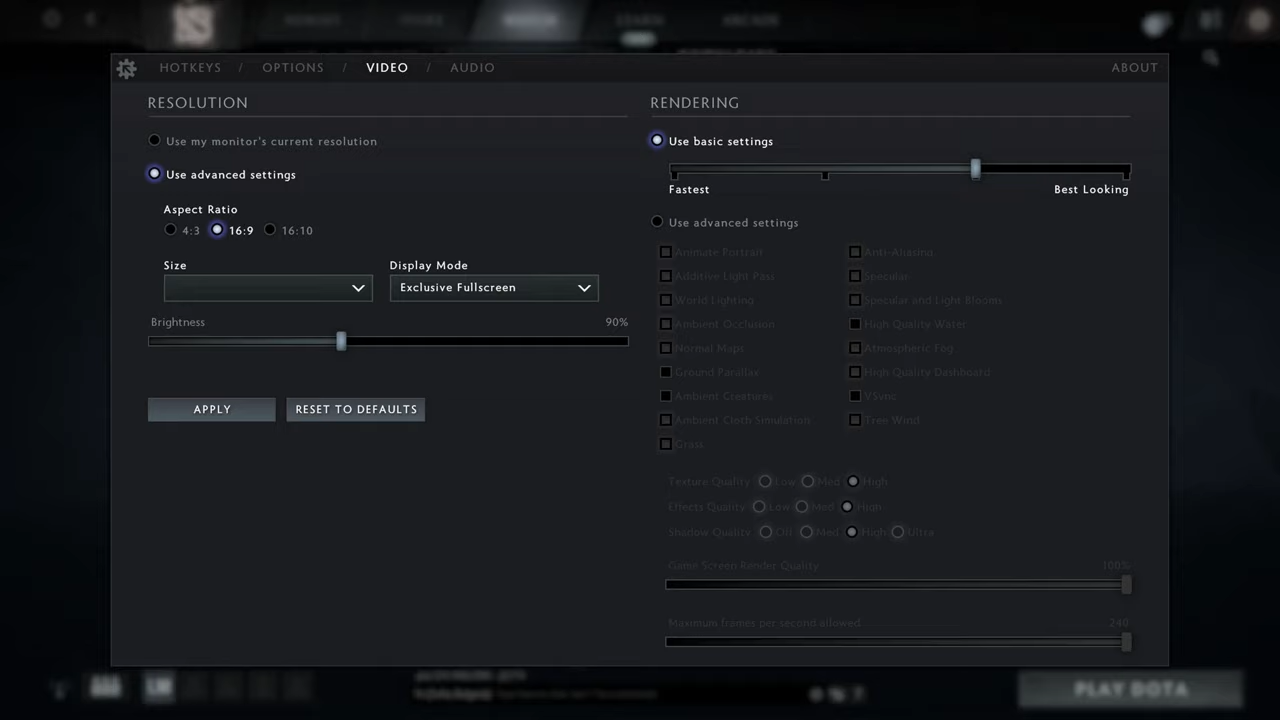 HOTKEYS / OPTIONS / VIDEO / AUDIO
ABOUT
RESOLUTION
Use my monitor's current resolution
Use advanced settings
Aspect Ratio
4:3 16:9 16:10
Size
Display Mode
Exclusive Fullscreen
Brightness 90%
APPLY
RESET TO DEFAULTS
RENDERING
Use basic settings
Fastest Best Looking
Use advanced settings
Animate Portrait
Anti-Aliasing
Additive Light Pass
Specular
World Lighting
Specular and Light Blooms
Ambient Occlusion
High Quality Water
Normal Maps
Atmospheric Fog
Ground Parallax
High Quality Dashboard
Ambient Creatures
VSync
Ambient Cloth Simulation
Tree Wind
Grass
Texture Quality Low Med High
Effects Quality Low Med High
Shadow Quality Off Med High Ultra
Game Screen Render Quality 100%
Maximum frames per second allowed 240
PLAY DOTA